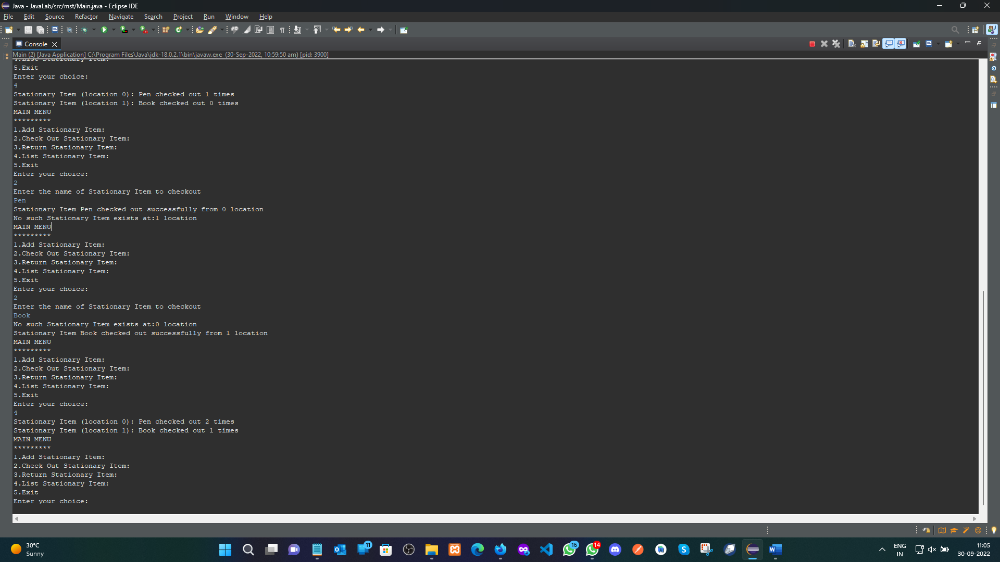 Java - JavaLab/src/mst/Main.java - Eclipse IDE
File Edit Source Refactor Navigate Search Project Run Window Help
Console
Main (2) [Java Application] C:\Program Files\Java\jdk-18.0.2.1\bin\javaw.exe (30-Sep-2022, 10:59:50 am) [pid: 3900]
4.List Stationary Item:
5.Exit
Enter your choice:
4
Stationary Item (location 0): Pen checked out 1 times
Stationary Item (location 1): Book checked out 0 times
MAIN MENU
*********
1.Add Stationary Item:
2.Check Out Stationary Item:
3.Return Stationary Item:
4.List Stationary Item:
5.Exit
Enter your choice:
2
Enter the name of Stationary Item to checkout
Pen
Stationary Item Pen checked out successfully from 0 location
No such Stationary Item exists at:1 location
MAIN MENU
*********
1.Add Stationary Item:
2.Check Out Stationary Item:
3.Return Stationary Item:
4.List Stationary Item:
5.Exit
Enter your choice:
2
Enter the name of Stationary Item to checkout
Book
No such Stationary Item exists at:0 location
Stationary Item Book checked out successfully from 1 location
MAIN MENU
*********
1.Add Stationary Item:
2.Check Out Stationary Item:
3.Return Stationary Item:
4.List Stationary Item:
5.Exit
Enter your choice:
4
Stationary Item (location 0): Pen checked out 2 times
Stationary Item (location 1): Book checked out 1 times
MAIN MENU
*********
1.Add Stationary Item:
2.Check Out Stationary Item:
3.Return Stationary Item:
4.List Stationary Item:
5.Exit
Enter your choice:
30°C
Sunny
11
16
14
ENG
IN
11:05
30-09-2022